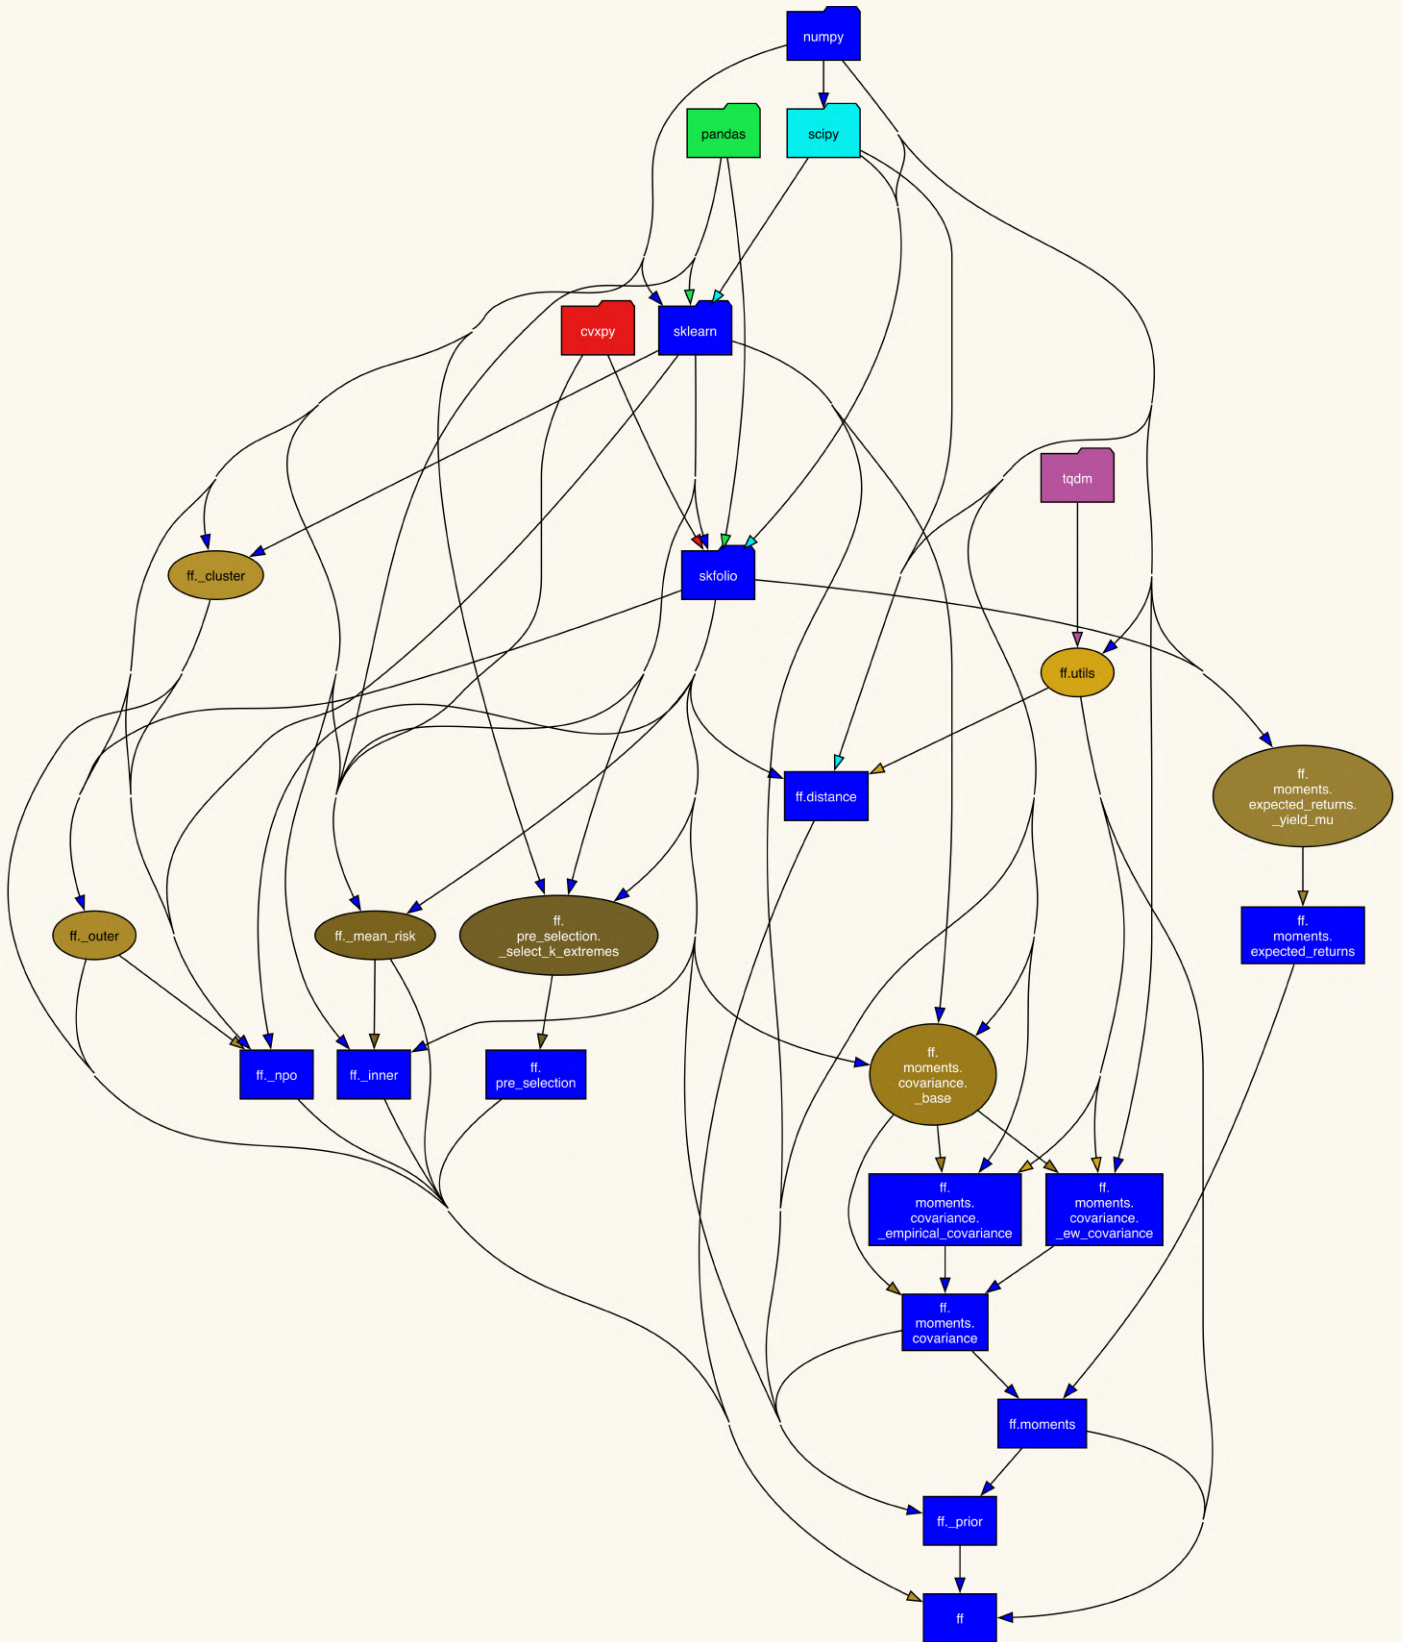 numpy
pandas
scipy
cvxpy
sklearn
tqdm
ff._cluster
skfolio
ff.utils
ff.distance
ff.
moments.
expected_returns.
_yield_mu
ff._outer
ff._mean_risk
ff.
pre_selection.
_select_k_extremes
ff.
moments.
expected_returns
ff._npo
ff._inner
ff.
pre_selection
ff.
moments.
covariance.
_base
ff.
moments.
covariance.
_empirical_covariance
ff.
moments.
covariance.
_ew_covariance
ff.
moments.
covariance
ff.moments
ff._prior
ff